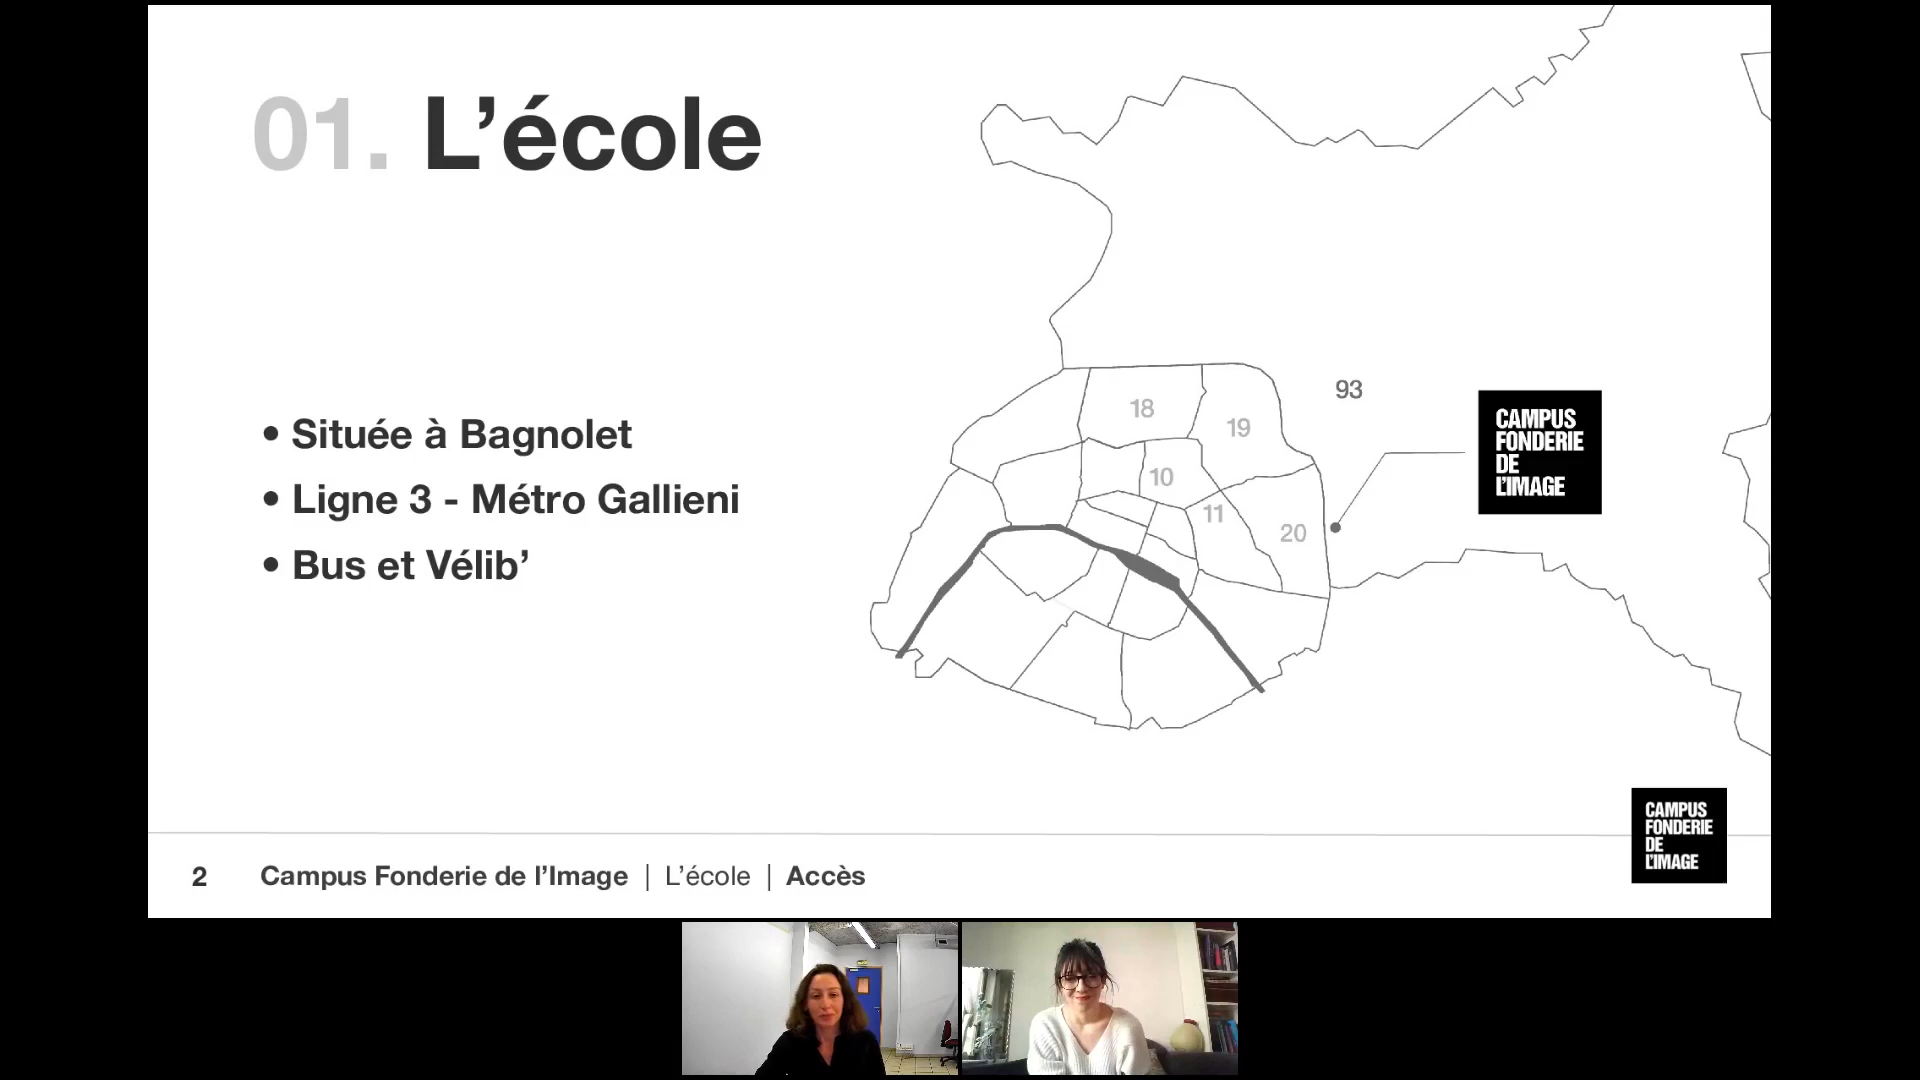 01. L’école
• Située à Bagnolet
• Ligne 3 - Métro Gallieni
• Bus et Vélib’
18
19
93
10
11
20
CAMPUS
FONDERIE
DE
L’IMAGE
CAMPUS
FONDERIE
DE
L’IMAGE
2 Campus Fonderie de l’Image | L’école | Accès